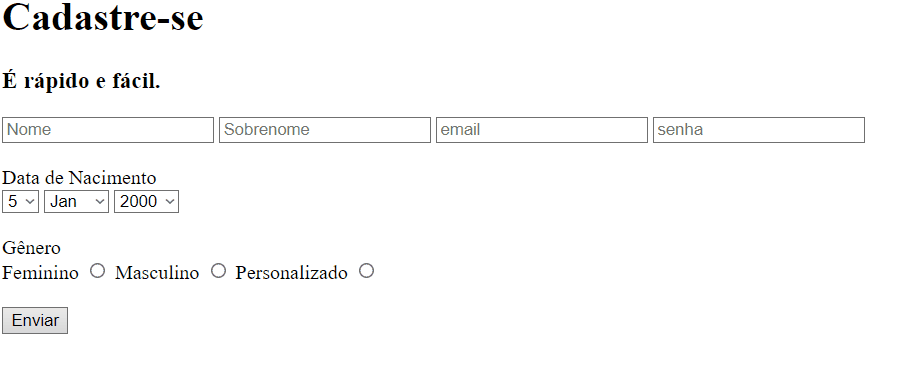 Cadastre-se
É rápido e fácil.
Nome Sobrenome email senha
Data de Nacimento
5 Jan 2000
Gênero
Feminino Masculino Personalizado
Enviar